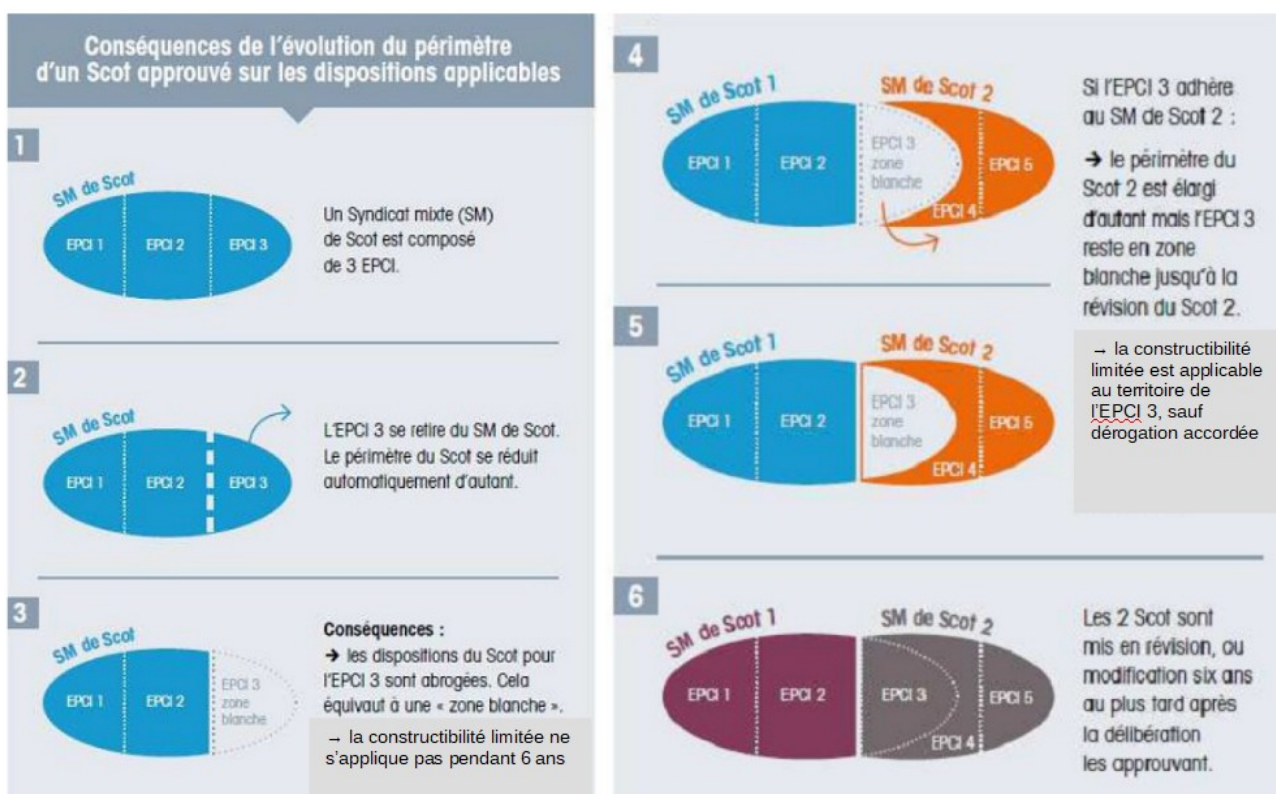 Conséquences de l'évolution du périmètre
d'un Scot approuvé sur les dispositions applicables
1
SM de Scot
EPCI 1
EPCI 2
EPCI 3
Un Syndicat mixte (SM)
de Scot est composé
de 3 EPCI.
2
SM de Scot
EPCI 1
EPCI 2
EPCI 3
L'EPCI 3 se retire du SM de Scot.
Le périmètre du Scot se réduit
automatiquement d'autant.
3
SM de Scot
EPCI 1
EPCI 2
EPCI 3
zone
blanche
Conséquences :
→ les dispositions du Scot pour
l'EPCI 3 sont abrogées. Cela
équivaut à une « zone blanche ».
→ la constructibilité limitée ne
s'applique pas pendant 6 ans
4
SM de Scot 1
SM de Scot 2
EPCI 1
EPCI 2
EPCI 3
zone
blanche
EPCI 4
EPCI 5
Si l'EPCI 3 adhère
au SM de Scot 2 :
→ le périmètre du
Scot 2 est élargi
d'autant mais l'EPCI 3
reste en zone
blanche jusqu'à la
révision du Scot 2.
5
SM de Scot 1
SM de Scot 2
EPCI 1
EPCI 2
EPCI 3
zone
blanche
EPCI 4
EPCI 5
→ la constructibilité
limitée est applicable
au territoire de
l'EPCI 3, sauf
dérogation accordée
6
SM de Scot 1
SM de Scot 2
EPCI 1
EPCI 2
EPCI 3
EPCI 4
EPCI 5
Les 2 Scot sont
mis en révision, ou
modification six ans
au plus tard après
la délibération
les approuvant.